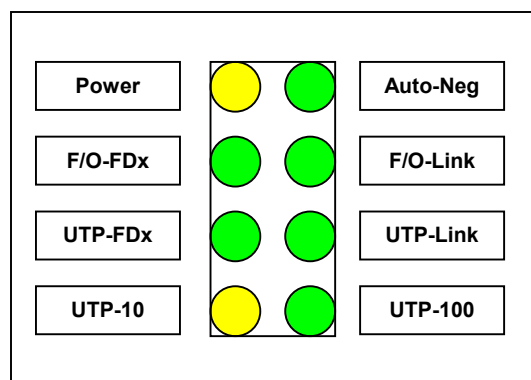 Power
Auto-Neg
F/O-FDx
F/O-Link
UTP-FDx
UTP-Link
UTP-10
UTP-100